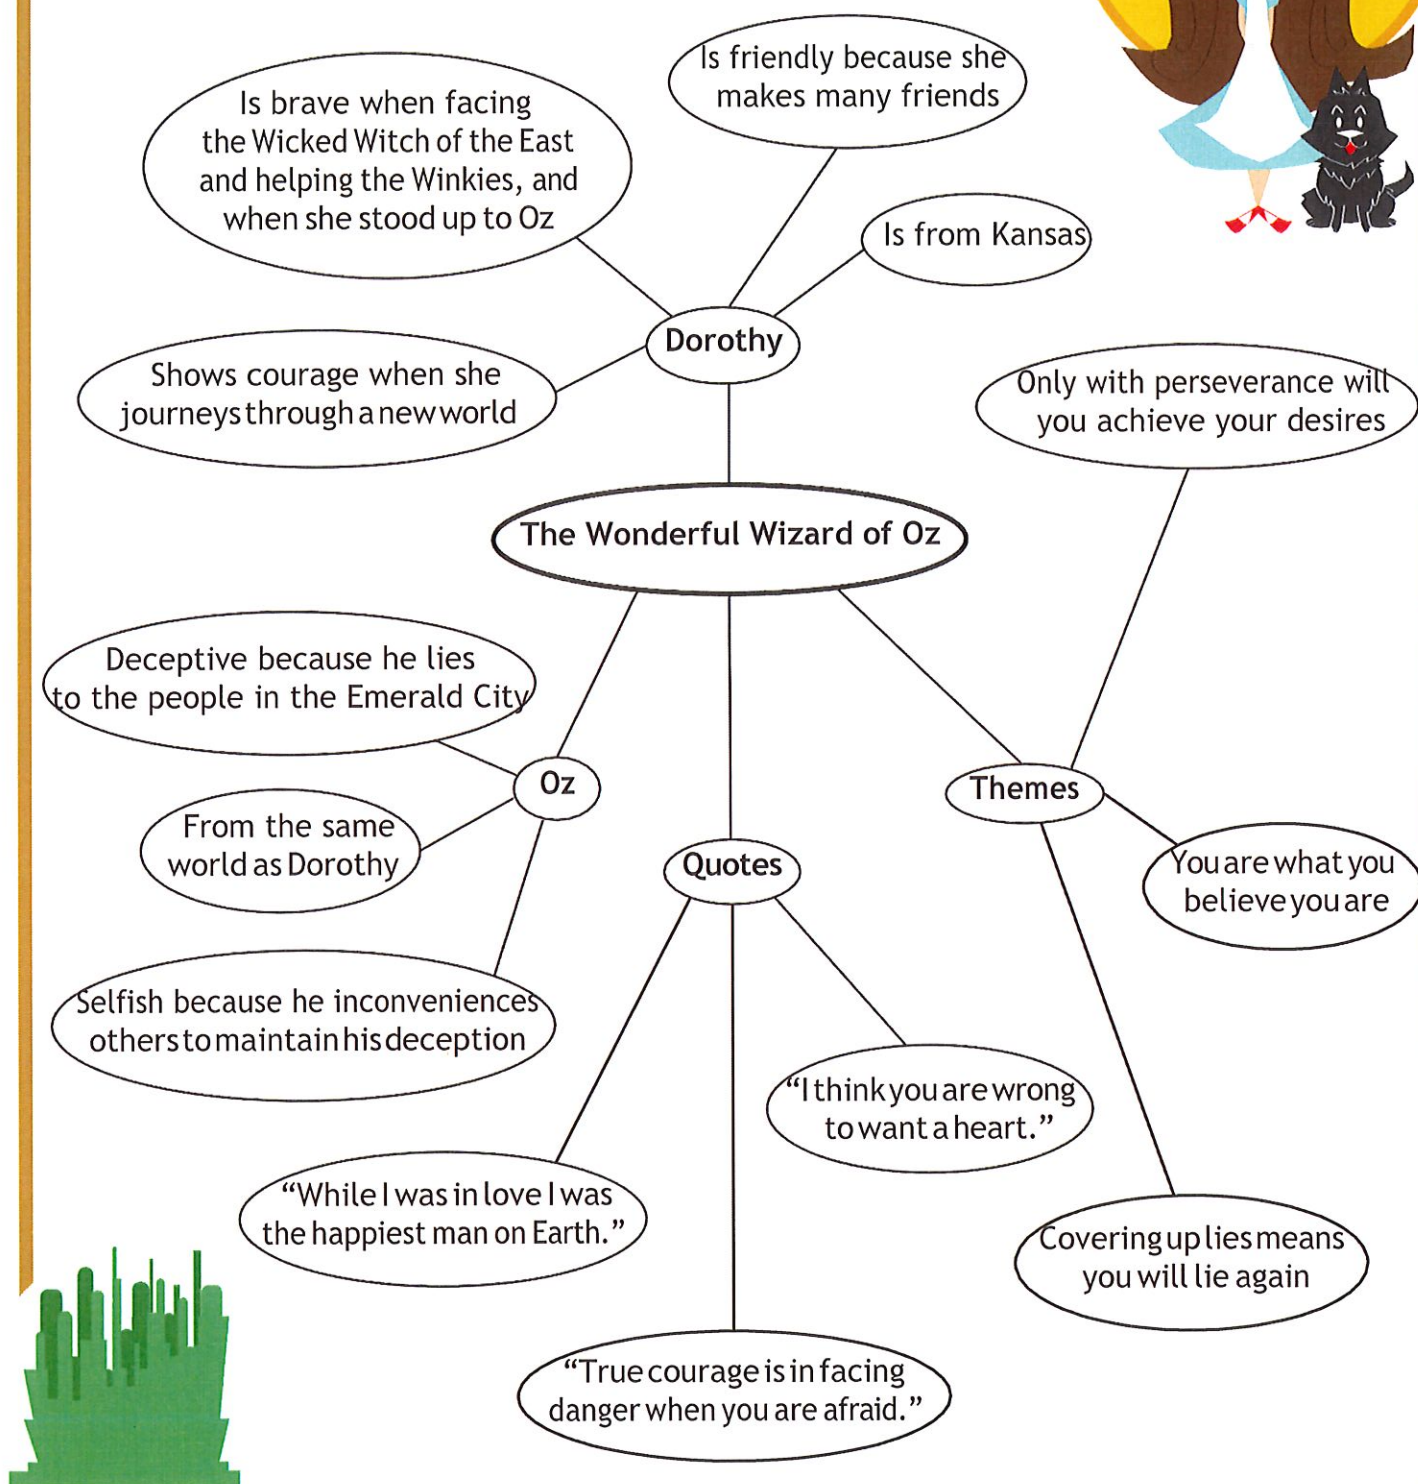 Is friendly because she
makes many friends
Is brave when facing
the Wicked Witch of the East
and helping the Winkies, and
when she stood up to Oz
Is from Kansas
Dorothy
Shows courage when she
journeys through a new world
Only with perseverance will
you achieve your desires
The Wonderful Wizard of Oz
Deceptive because he lies
to the people in the Emerald City
Oz
Themes
From the same
world as Dorothy
Quotes
You are what you
believe you are
Selfish because he inconveniences
others to maintain his deception
"I think you are wrong
to want a heart."
"While I was in love I was
the happiest man on Earth."
Covering up lies means
you will lie again
"True courage is in facing
danger when you are afraid."